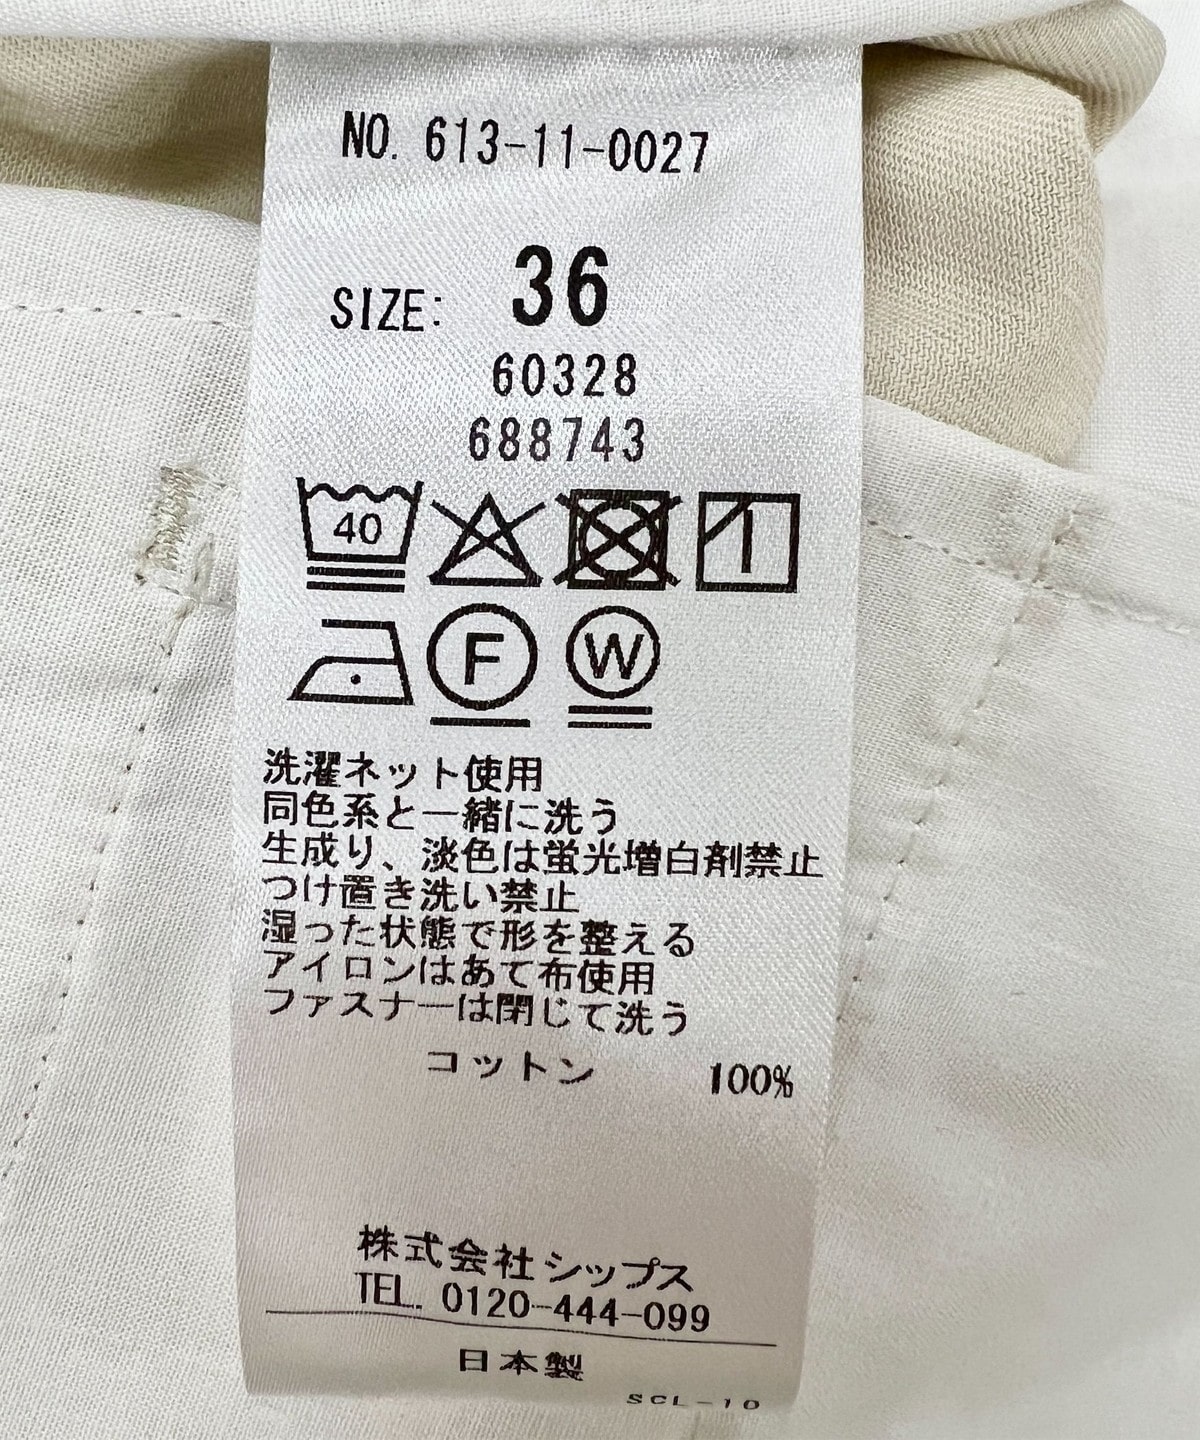 NO. 613-11-0027
SIZE: 36
60328
688743
40
F W
洗濯ネット使用
同色系と一緒に洗う
生成り、淡色は蛍光増白剤禁止
つけ置き洗い禁止
湿った状態で形を整える
アイロンはあて布使用
ファスナーは閉じて洗う
コットン 100%
株式会社シップス
TEL. 0120-444-099
日本製
SCL-10